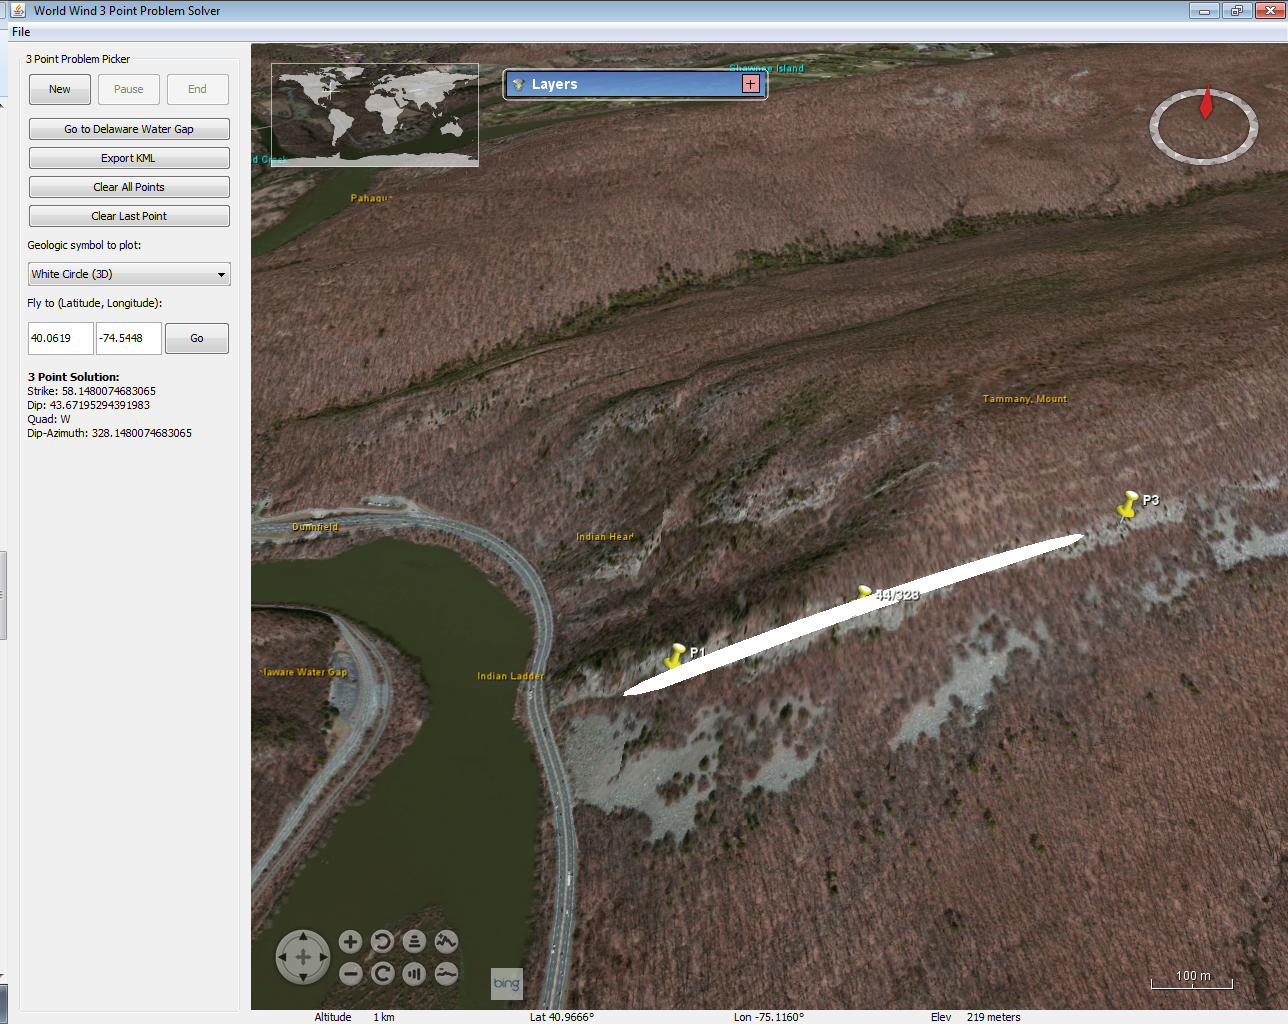 World Wind 3 Point Problem Solver
File
3 Point Problem Picker
New
Pause
End
Go to Delaware Water Gap
Export KML
Clear All Points
Clear Last Point
Geologic symbol to plot:
White Circle (3D)
Fly to (Latitude, Longitude):
40.0619
-74.5448
Go
3 Point Solution:
Strike: 58.1480074683065
Dip: 43.67195294391983
Quad: W
Dip-Azimuth: 328.1480074683065
Layers
Shawnee Island
d Creek
Pahaqu
Tammany, Mount
P3
Dunnfield
Indian Head
44/328
P1
laware Water Gap
Indian Ladder
100 m
bing
Altitude 1 km
Lat 40.9666°
Lon -75.1160°
Elev 219 meters